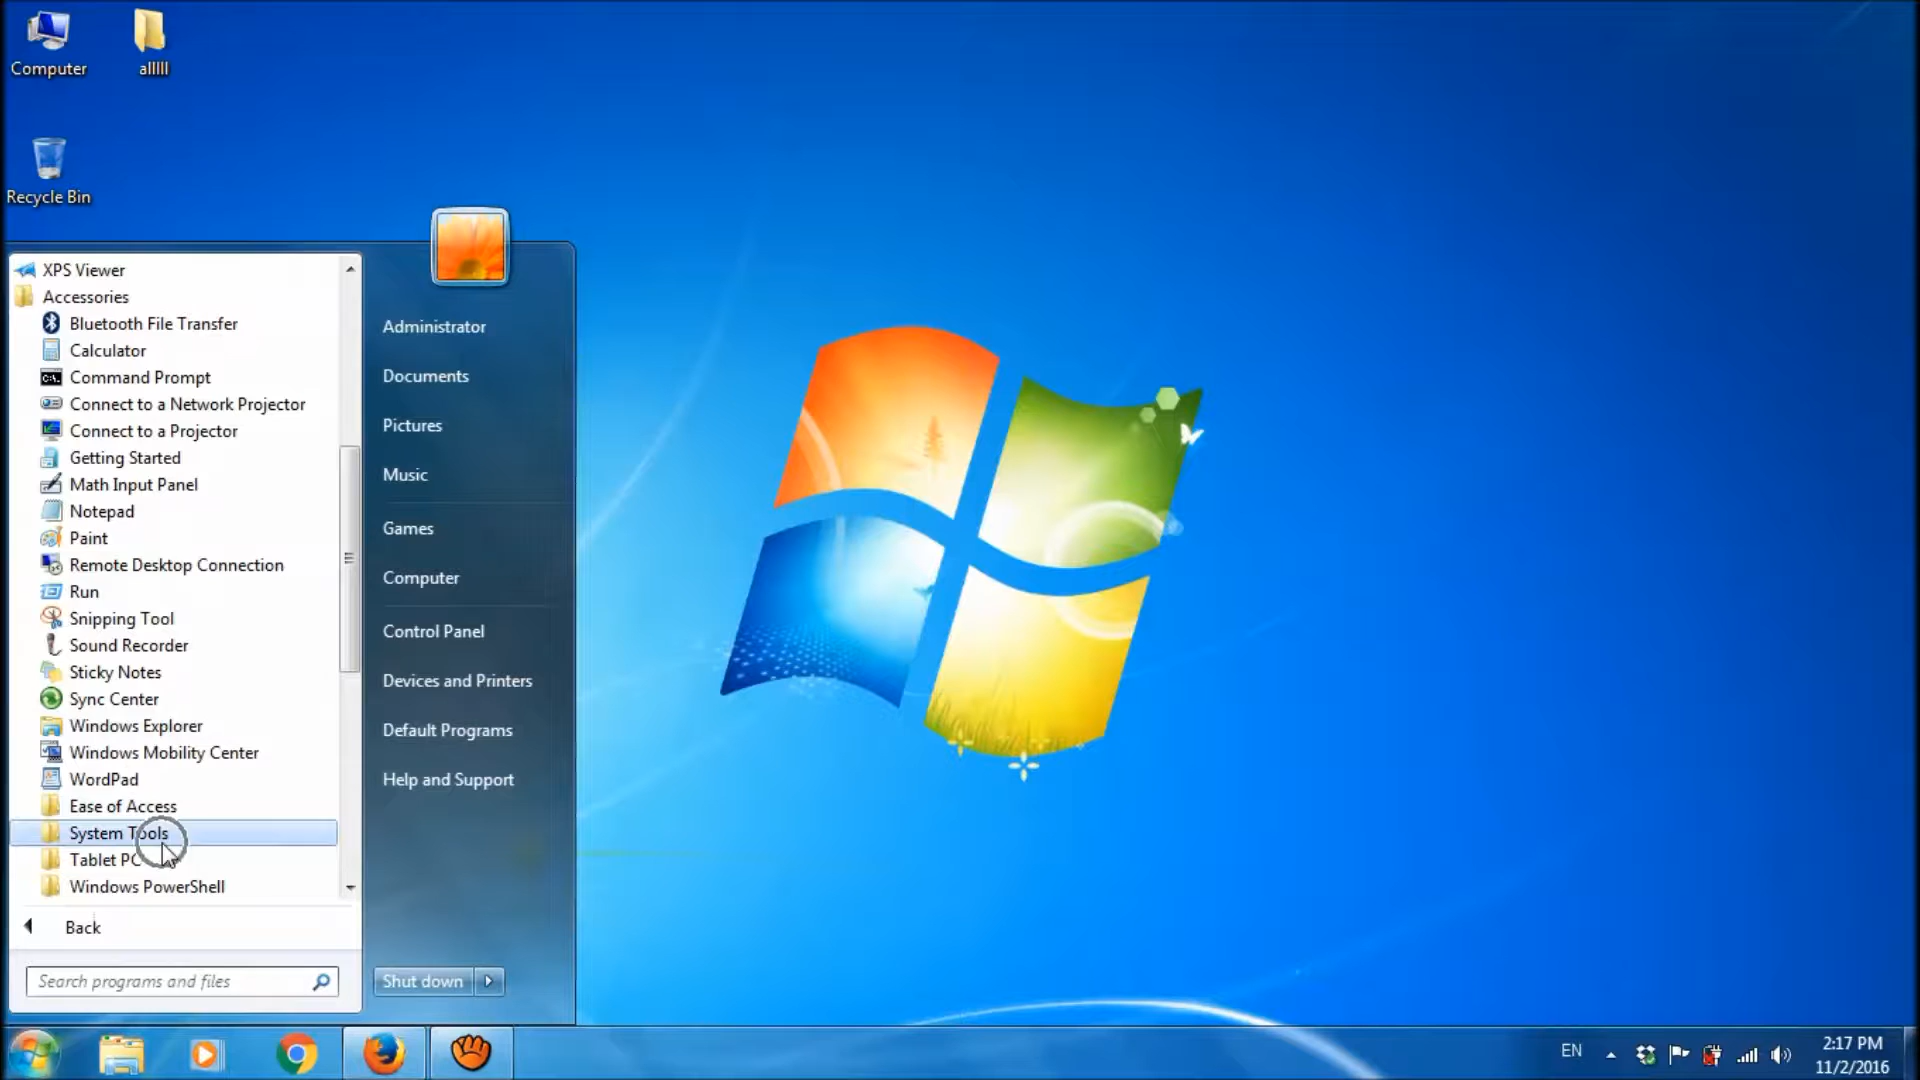 Computer
alllll
Recycle Bin
XPS Viewer
Accessories
Bluetooth File Transfer
Calculator
Command Prompt
Connect to a Network Projector
Connect to a Projector
Getting Started
Math Input Panel
Notepad
Paint
Remote Desktop Connection
Run
Snipping Tool
Sound Recorder
Sticky Notes
Sync Center
Windows Explorer
Windows Mobility Center
WordPad
Ease of Access
System Tools
Tablet PC
Windows PowerShell
Back
Search programs and files
Administrator
Documents
Pictures
Music
Games
Computer
Control Panel
Devices and Printers
Default Programs
Help and Support
Shut down
EN
2:17 PM
11/2/2016